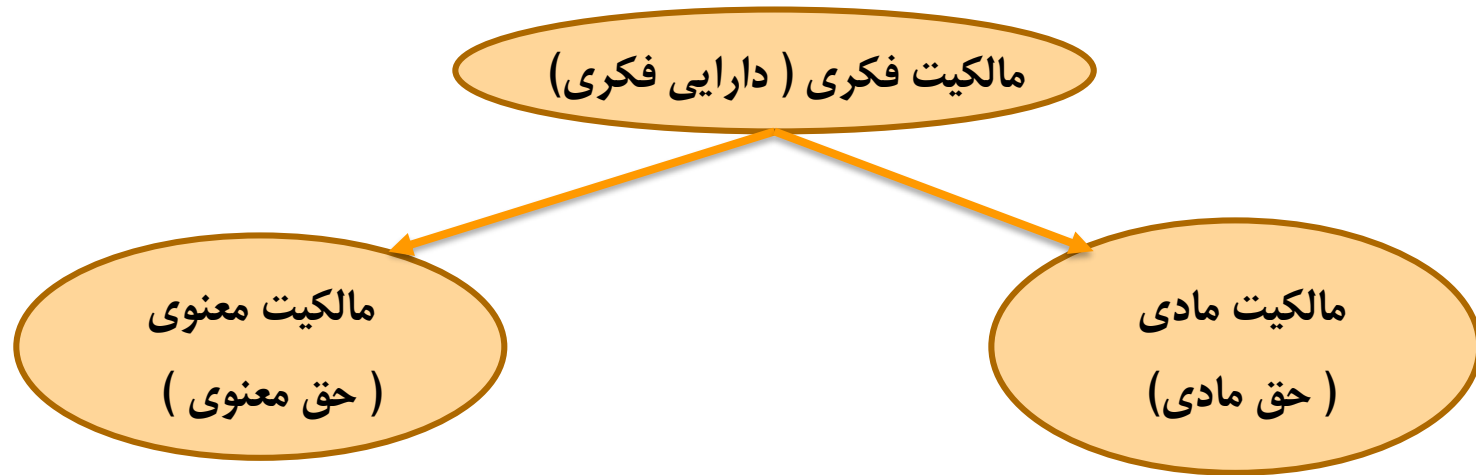 مالکیت فکری ( دارایی فکری)
مالکیت مادی
( حق مادی)
مالکیت معنوی
( حق معنوی )